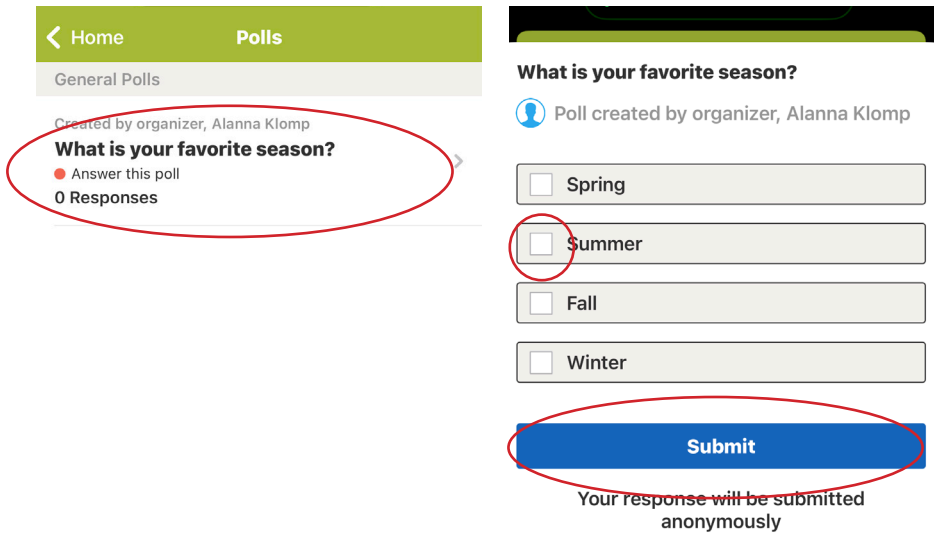 Home
Polls
General Polls
Created by organizer, Alanna Klomp
What is your favorite season?
Answer this poll
0 Responses
What is your favorite season?
Poll created by organizer, Alanna Klomp
Spring
Summer
Fall
Winter
Submit
Your response will be submitted
anonymously